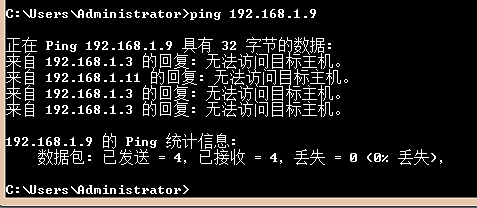 C:\Users\Administrator>ping 192.168.1.9
正在 Ping 192.168.1.9 具有 32 字节的数据:
来自 192.168.1.3 的回复: 无法访问目标主机。
来自 192.168.1.11 的回复: 无法访问目标主机。
来自 192.168.1.3 的回复: 无法访问目标主机。
来自 192.168.1.3 的回复: 无法访问目标主机。
192.168.1.9 的 Ping 统计信息:
数据包: 已发送 = 4，已接收 = 4，丢失 = 0 (0% 丢失)，
C:\Users\Administrator>